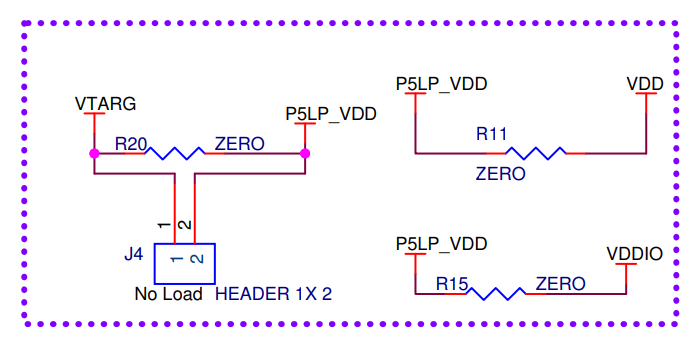 VTARG
P5LP_VDD
R20
ZERO
1
2
J4
1
2
No Load
HEADER 1X 2
P5LP_VDD
VDD
R11
ZERO
P5LP_VDD
VDDIO
R15
ZERO